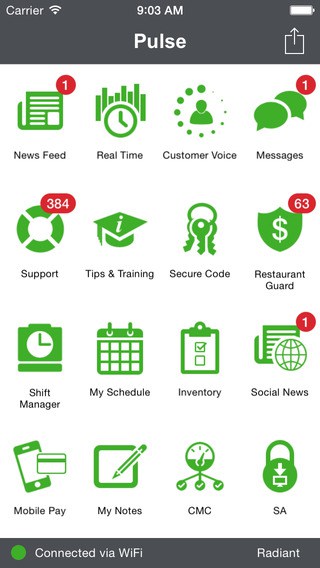 Carrier 9:03 AM
Pulse
1 1
News Feed Real Time Customer Voice Messages
384 63
i $
Support Tips & Training Secure Code Restaurant
Guard
1
Shift My Schedule Inventory Social News
Manager
Mobile Pay My Notes CMC SA
Connected via WiFi Radiant